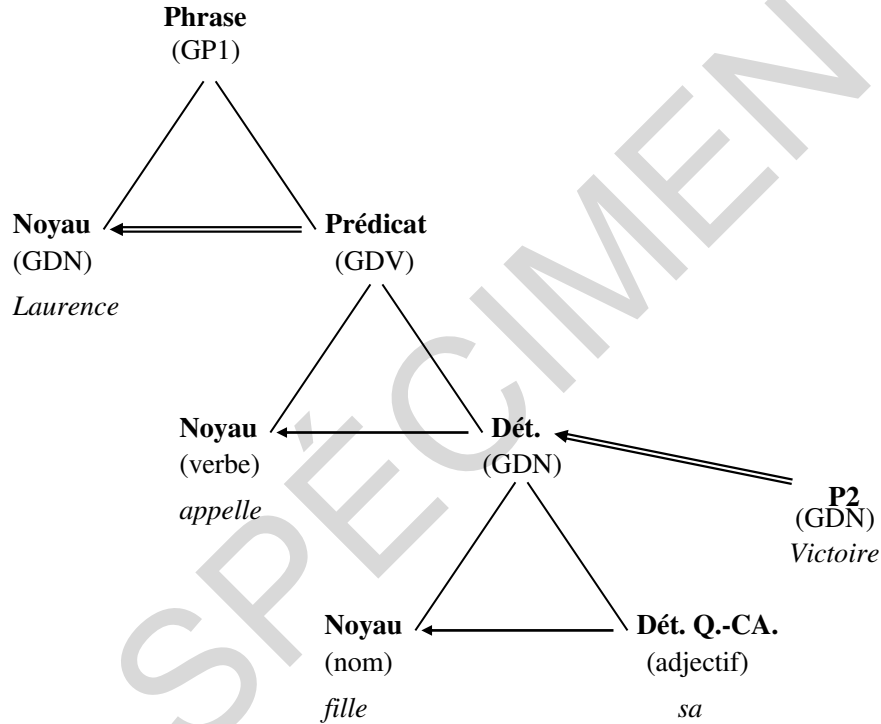 Phrase
(GP1)
Noyau Prédicat
(GDN) (GDV)
Laurence
Noyau Dét.
(verbe) (GDN)
appelle
P2
(GDN)
Victoire
Noyau Dét. Q.-CA.
(nom) (adjectif)
fille sa
SPÉCIMEN